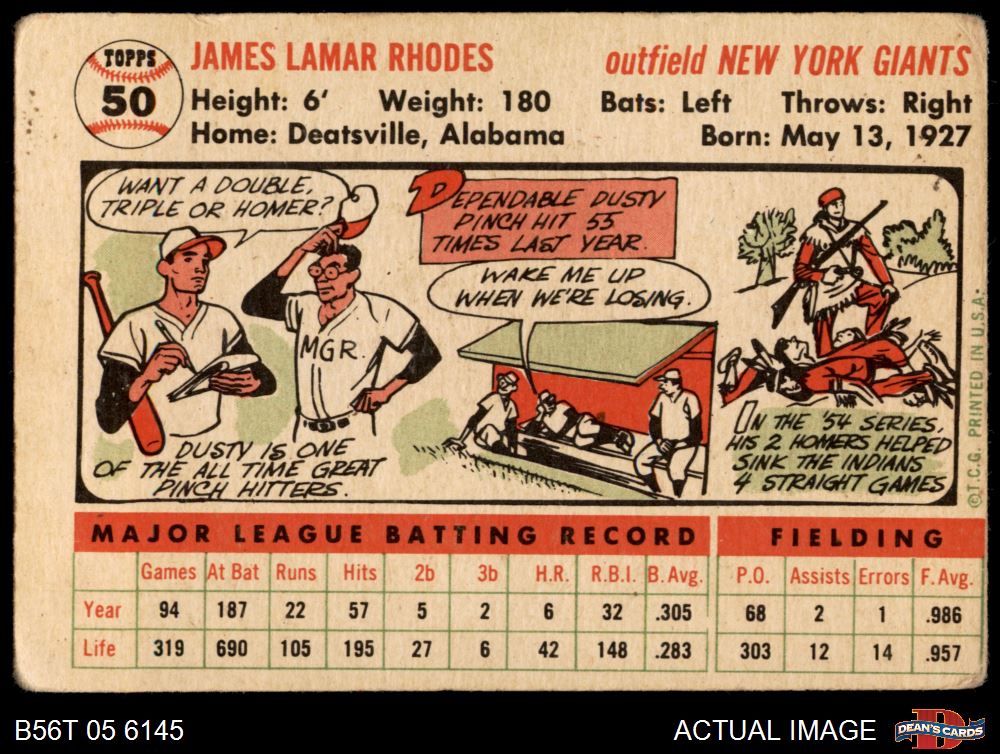 TOPPS
50
JAMES LAMAR RHODES
outfield NEW YORK GIANTS
Height: 6' Weight: 180 Bats: Left Throws: Right
Home: Deatsville, Alabama Born: May 13, 1927
WANT A DOUBLE,
TRIPLE OR HOMER?
MGR.
DUSTY IS ONE
OF THE ALL TIME GREAT
PINCH HITTERS.
DEPENDABLE DUSTY
PINCH HIT 55
TIMES LAST YEAR.
WAKE ME UP
WHEN WE'RE LOSING.
IN THE '54 SERIES,
HIS 2 HOMERS HELPED
SINK THE INDIANS
4 STRAIGHT GAMES
©T.C.G. PRINTED IN U.S.A.
MAJOR LEAGUE BATTING RECORD FIELDING
Games At Bat Runs Hits 2b 3b H.R. R.B.I. B. Avg. P.O. Assists Errors F. Avg.
Year 94 187 22 57 5 2 6 32 .305 68 2 1 .986
Life 319 690 105 195 27 6 42 148 .283 303 12 14 .957
B56T 05 6145 ACTUAL IMAGE
DEAN'S CARDS